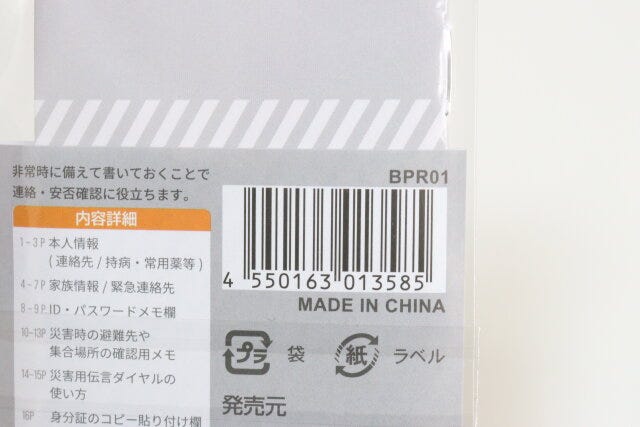 非常時に備えて書いておくことで
連絡・安否確認に役立ちます。
内容詳細
1-3P 本人情報
(連絡先/持病・常用薬等)
4-7P 家族情報/緊急連絡先
8-9P ID・パスワードメモ欄
10-13P 災害時の避難先や
集合場所の確認用メモ
14-15P 災害用伝言ダイヤルの
使い方
16P 身分証のコピー貼り付け欄
BPR01
4 550163 013585
MADE IN CHINA
プラ 袋 紙 ラベル
発売元